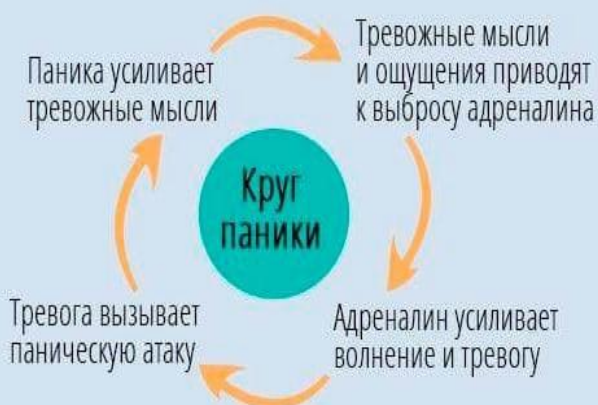 Паника усиливает
тревожные мысли
Тревожные мысли
и ощущения приводят
к выбросу адреналина
Круг
паники
Тревога вызывает
паническую атаку
Адреналин усиливает
волнение и тревогу